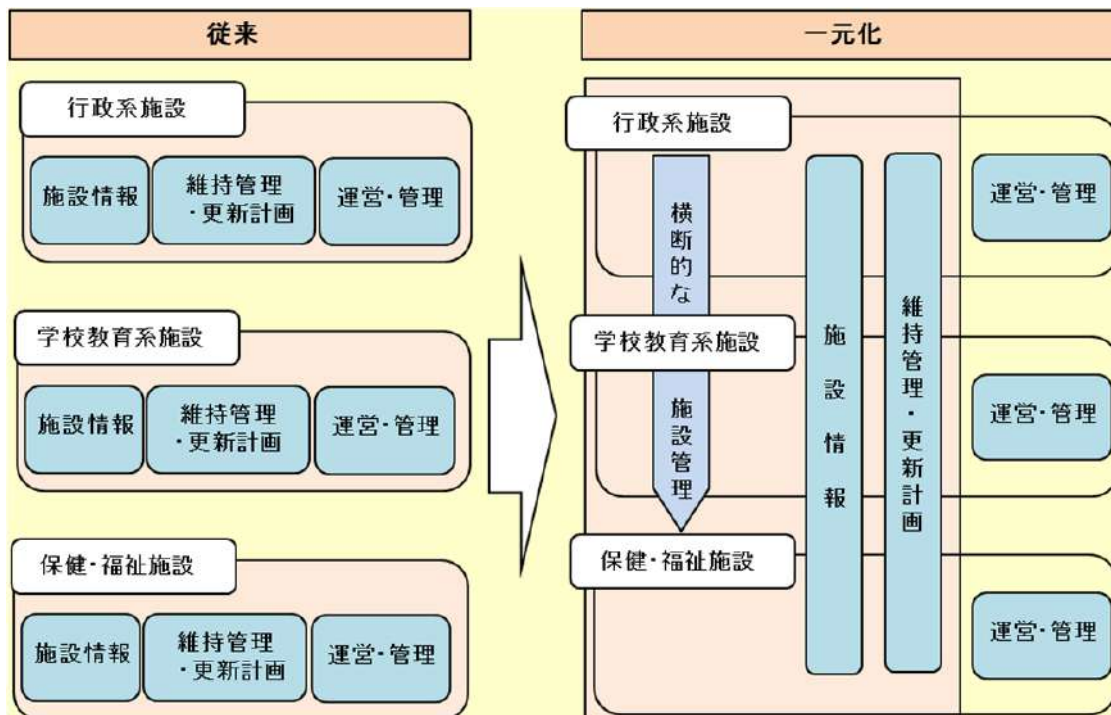 従来
行政系施設
施設情報
維持管理
・更新計画
運営・管理
学校教育系施設
施設情報
維持管理
・更新計画
運営・管理
保健・福祉施設
施設情報
維持管理
・更新計画
運営・管理
一元化
行政系施設
横断的な
施設管理
施設情報
維持管理・更新計画
運営・管理
学校教育系施設
運営・管理
保健・福祉施設
運営・管理